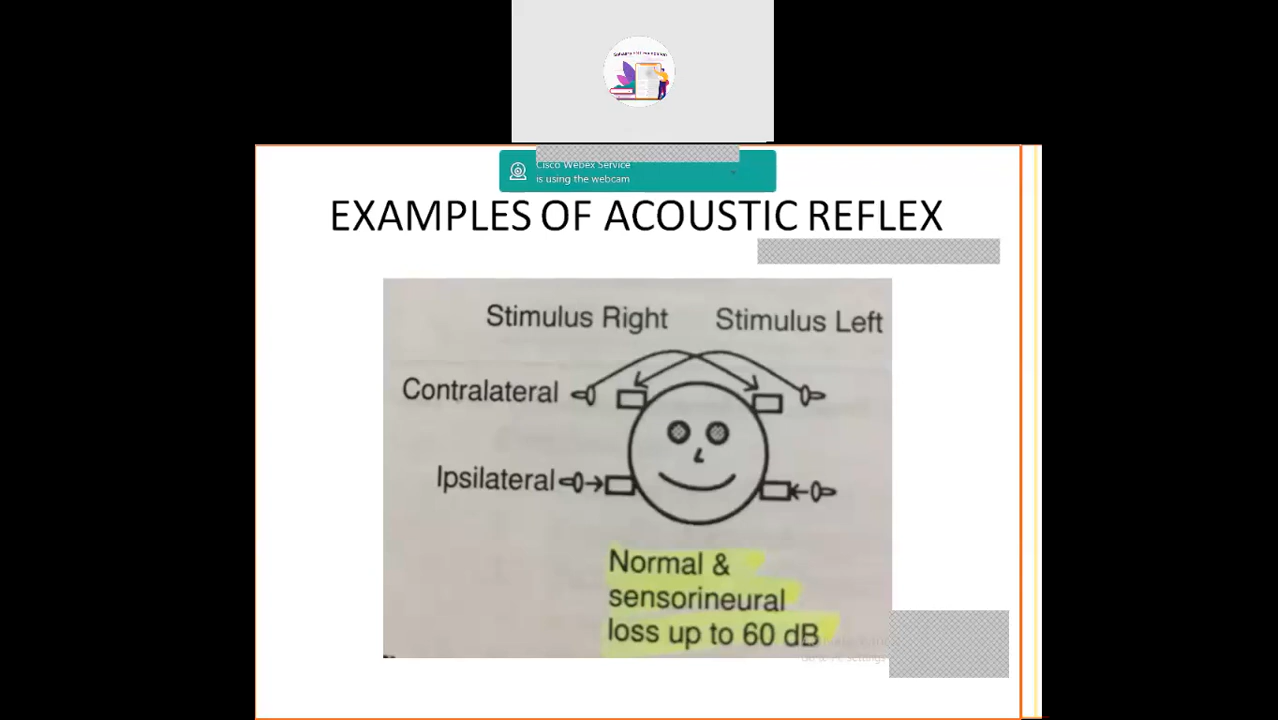 Cisco Webex Service
is using the webcam
EXAMPLES OF ACOUSTIC REFLEX
Stimulus Right Stimulus Left
Contralateral
Ipsilateral
Normal &
sensorineural
loss up to 60 dB